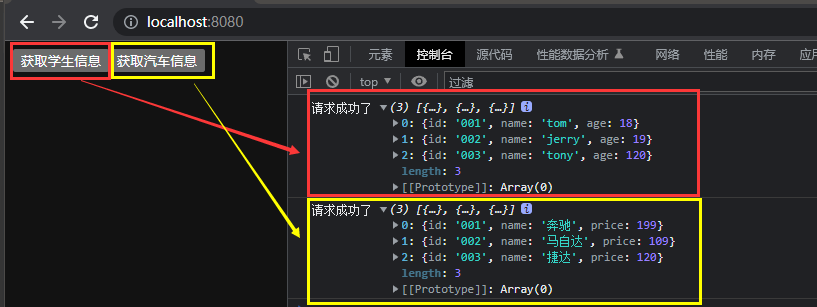 localhost:8080
获取学生信息 获取汽车信息
元素 控制台 源代码 性能数据分析 网络 性能 内存 应用
top 过滤
请求成功了 (3) [{…}, {…}, {…}] i
0: {id: '001', name: 'tom', age: 18}
1: {id: '002', name: 'jerry', age: 19}
2: {id: '003', name: 'tony', age: 120}
length: 3
[[Prototype]]: Array(0)
请求成功了 (3) [{…}, {…}, {…}] i
0: {id: '001', name: '奔驰', price: 199}
1: {id: '002', name: '马自达', price: 109}
2: {id: '003', name: '捷达', price: 120}
length: 3
[[Prototype]]: Array(0)